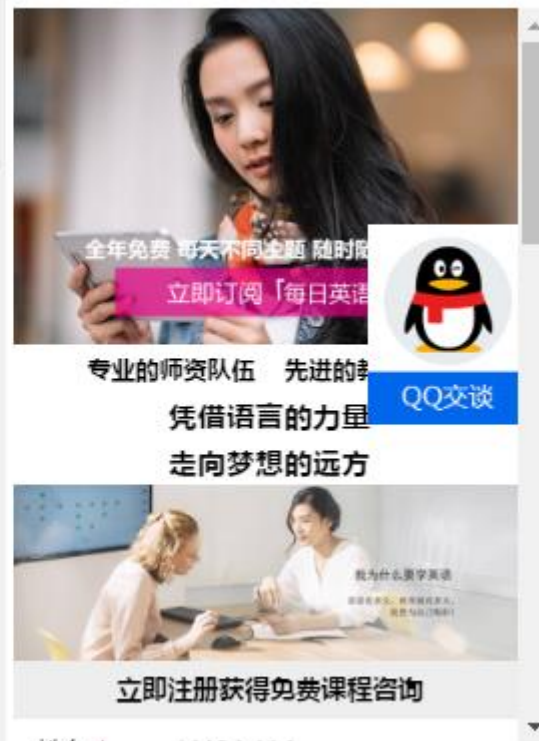 全年免费 每天不同主题 随时随
立即订阅「每日英语
专业的师资队伍 先进的教
QQ交谈
凭借语言的力量
走向梦想的远方
我为什么要学英语
立即注册获得免费课程咨询